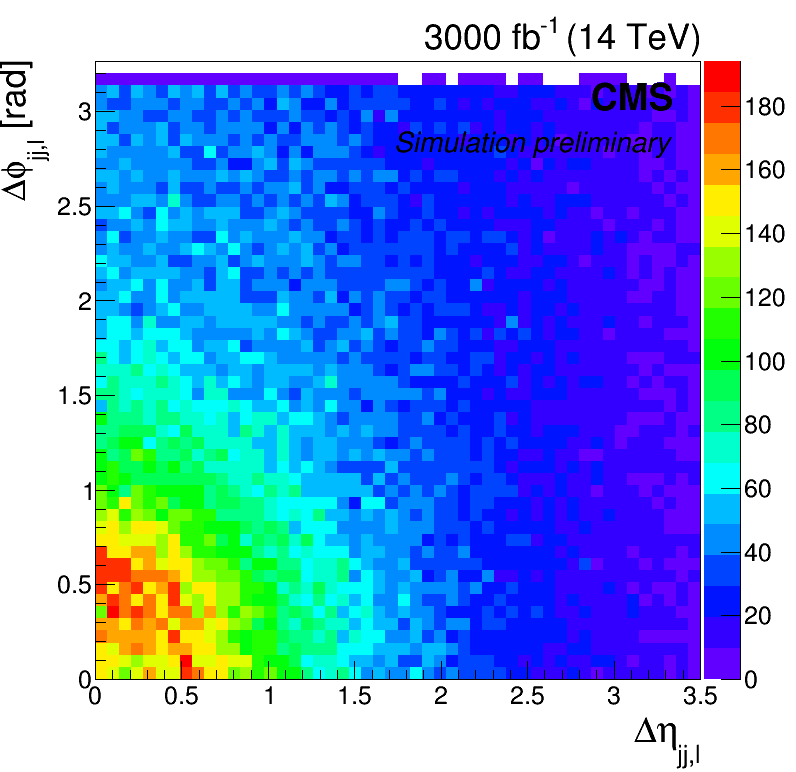 3000 fb-1 (14 TeV)
CMS
Simulation preliminary
Δϕjj,l [rad]
3
2.5
2
1.5
1
0.5
0
0 0.5 1 1.5 2 2.5 3 3.5
Δηjj,l
180
160
140
120
100
80
60
40
20
0